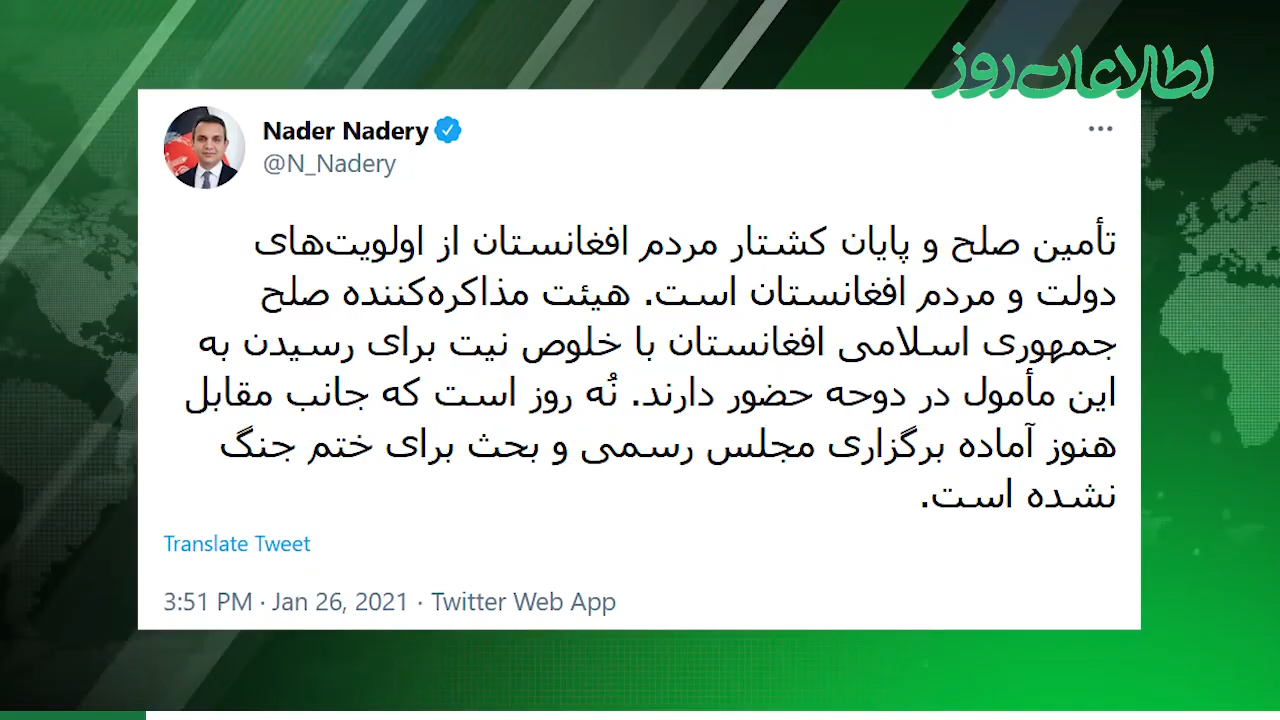 اطلاعات روز
Nader Nadery
@N_Nadery
تأمین صلح و پایان کشتار مردم افغانستان از اولویت‌های
دولت و مردم افغانستان است. هیئت مذاکره‌کننده صلح
جمهوری اسلامی افغانستان با خلوص نیت برای رسیدن به
این مأمول در دوحه حضور دارند. نُه روز است که جانب مقابل
هنوز آماده برگزاری مجلس رسمی و بحث برای ختم جنگ
نشده است.
Translate Tweet
3:51 PM · Jan 26, 2021 · Twitter Web App